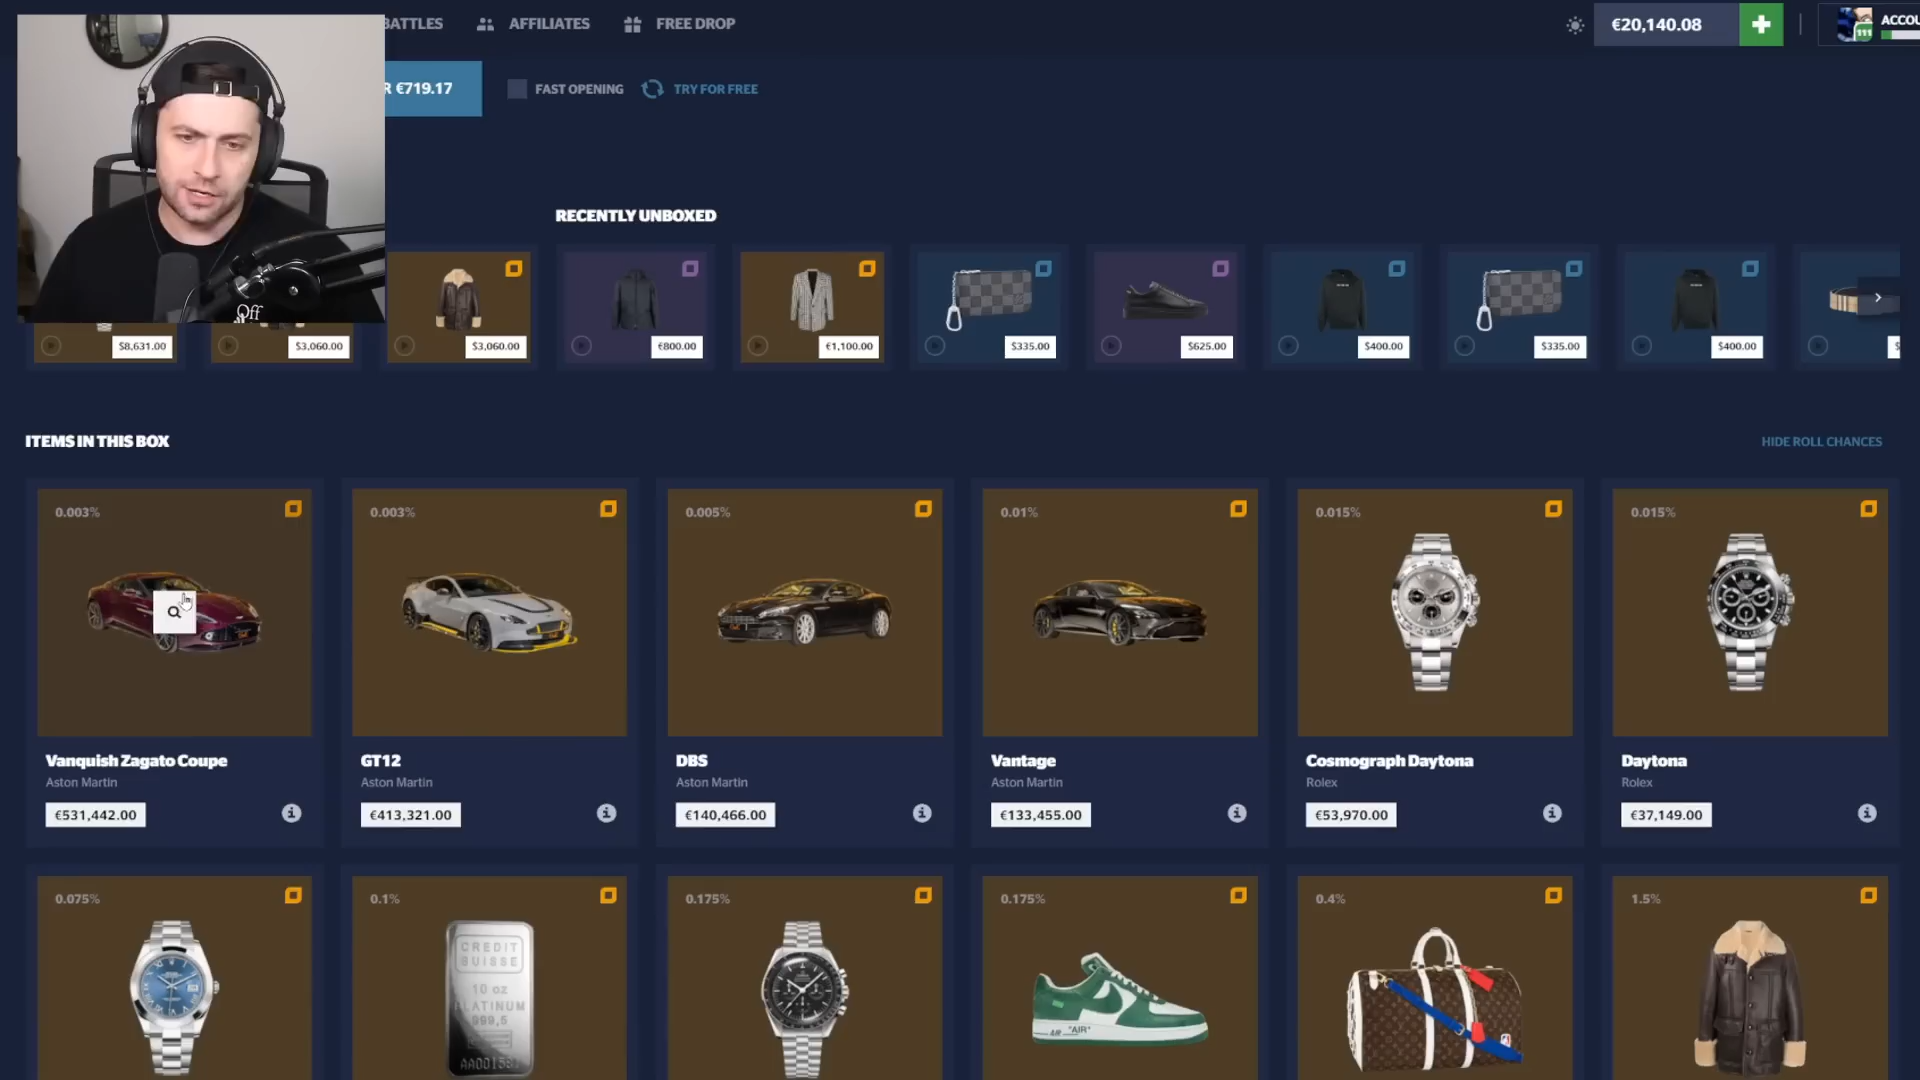 BATTLES
AFFILIATES
FREE DROP
€20,140.08
111
ACCOU
R €719.17
FAST OPENING
TRY FOR FREE
RECENTLY UNBOXED
Off
$8,631.00
$3,060.00
$3,060.00
€800.00
€1,100.00
$335.00
$625.00
$400.00
$335.00
$400.00
ITEMS IN THIS BOX
HIDE ROLL CHANCES
0.003%
0.003%
0.005%
0.01%
0.015%
0.015%
Vanquish Zagato Coupe
GT12
DBS
Vantage
Cosmograph Daytona
Daytona
Aston Martin
Aston Martin
Aston Martin
Aston Martin
Rolex
Rolex
€531,442.00
€413,321.00
€140,466.00
€133,455.00
€53,970.00
€37,149.00
0.075%
0.1%
0.175%
0.175%
0.4%
1.5%
CREDIT
SUISSE
10 oz
PLATINUM
999,5
"AIR"